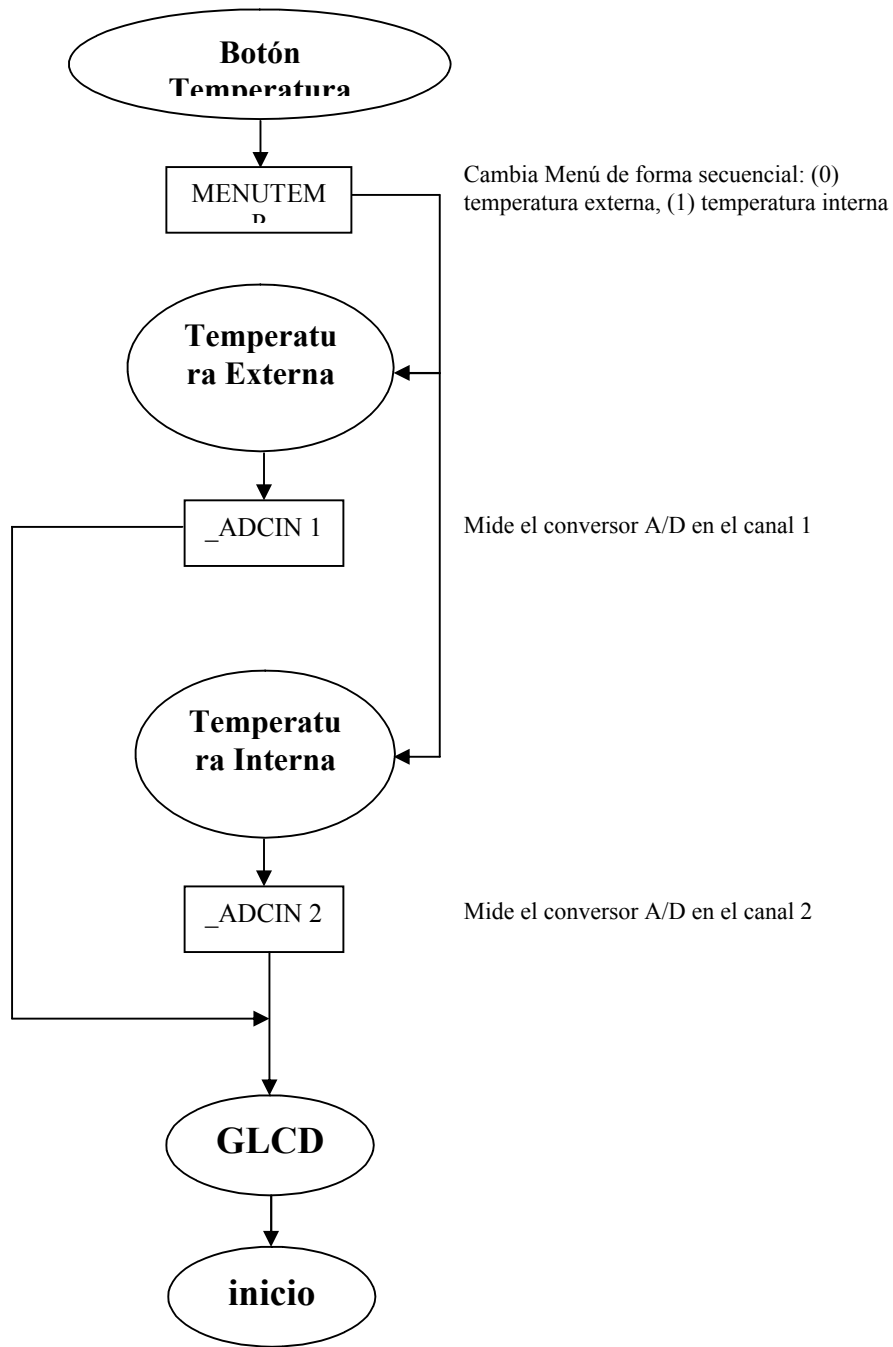 Botón
Temperatura
MENUTEM
P
Cambia Menú de forma secuencial: (0)
temperatura externa, (1) temperatura interna
Temperatu
ra Externa
_ADCIN 1
Mide el conversor A/D en el canal 1
Temperatu
ra Interna
_ADCIN 2
Mide el conversor A/D en el canal 2
GLCD
inicio